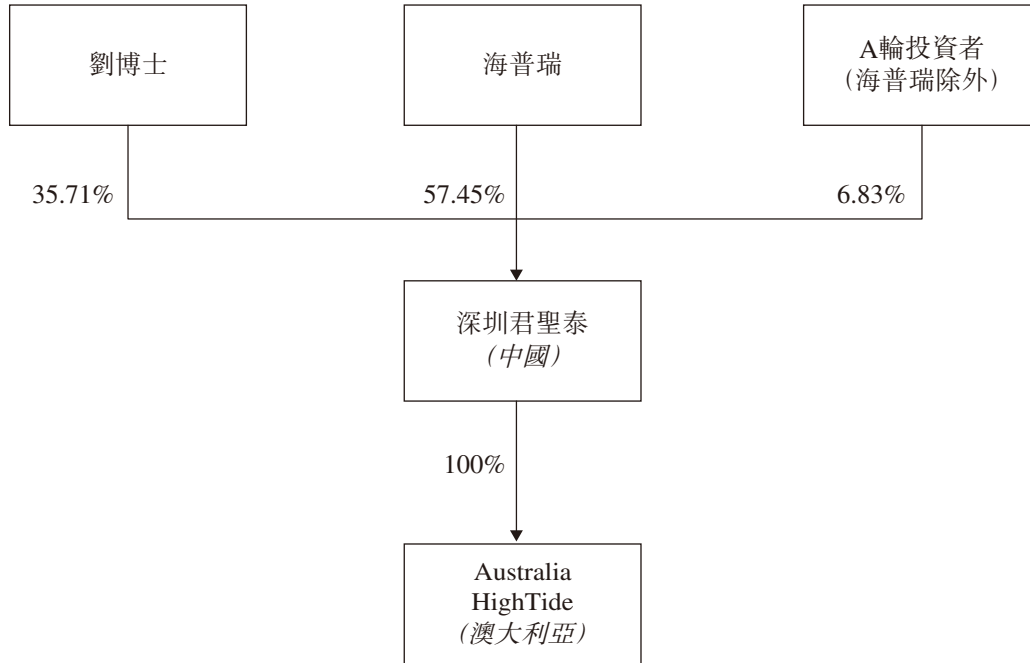 劉博士
海普瑞
A輪投資者
（海普瑞除外）
35.71%
57.45%
6.83%
深圳君聖泰
（中國）
100%
Australia
HighTide
（澳大利亞）